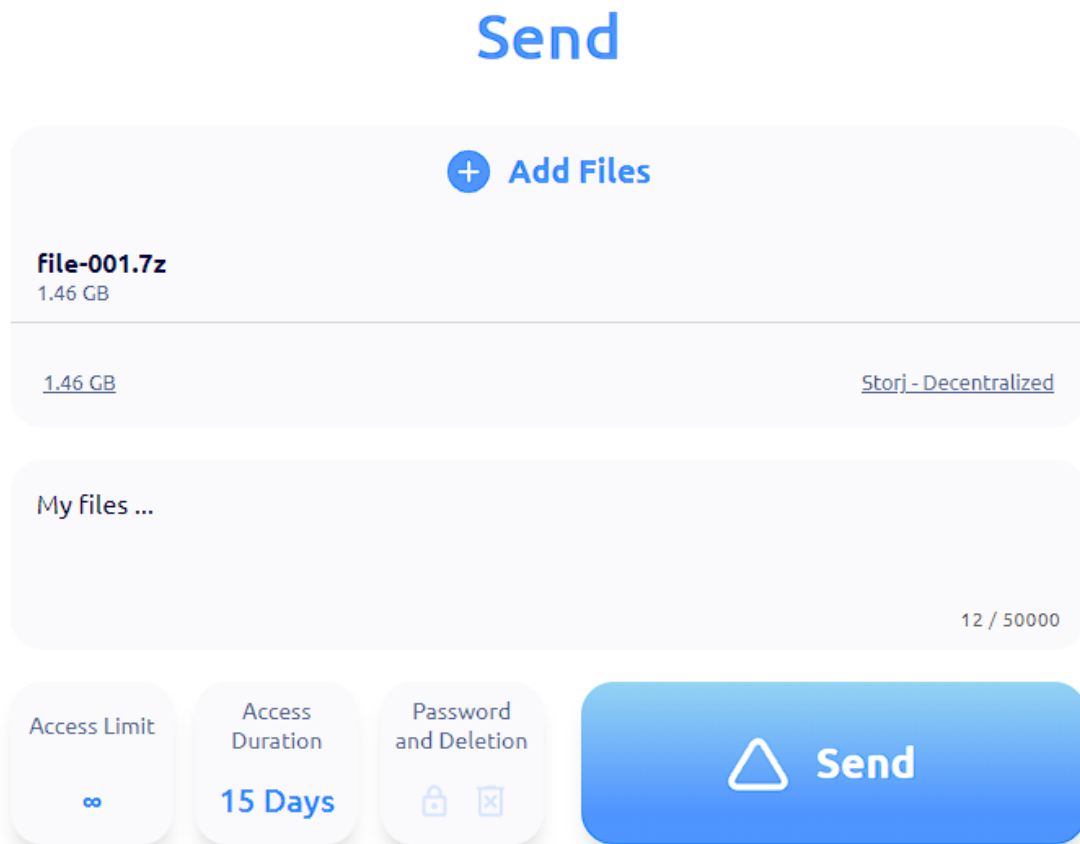 Send
Add Files
file-001.7z
1.46 GB
1.46 GB
Storj - Decentralized
My files ...
12 / 50000
Access Limit
∞
Access
Duration
15 Days
Password
and Deletion
Send